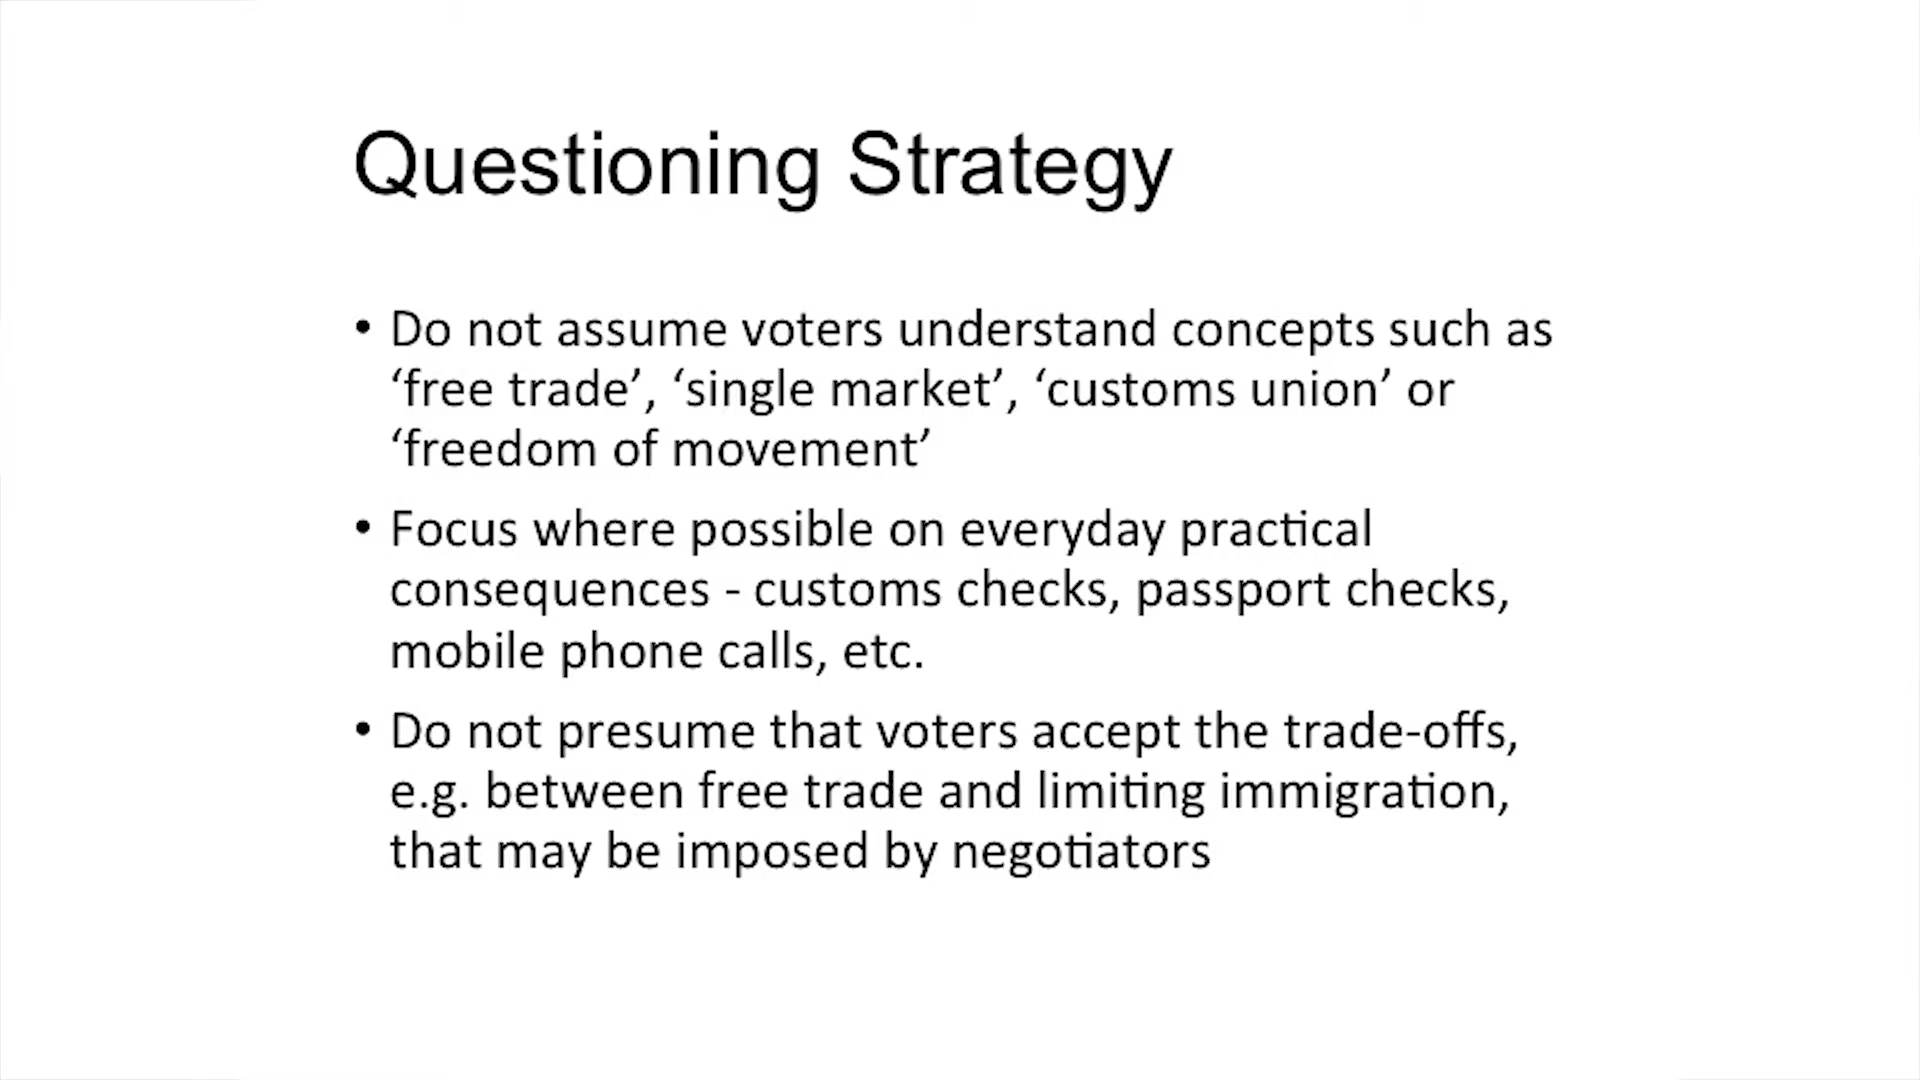 Questioning Strategy
• Do not assume voters understand concepts such as
‘free trade’, ‘single market’, ‘customs union’ or
‘freedom of movement’
• Focus where possible on everyday practical
consequences - customs checks, passport checks,
mobile phone calls, etc.
• Do not presume that voters accept the trade-offs,
e.g. between free trade and limiting immigration,
that may be imposed by negotiators